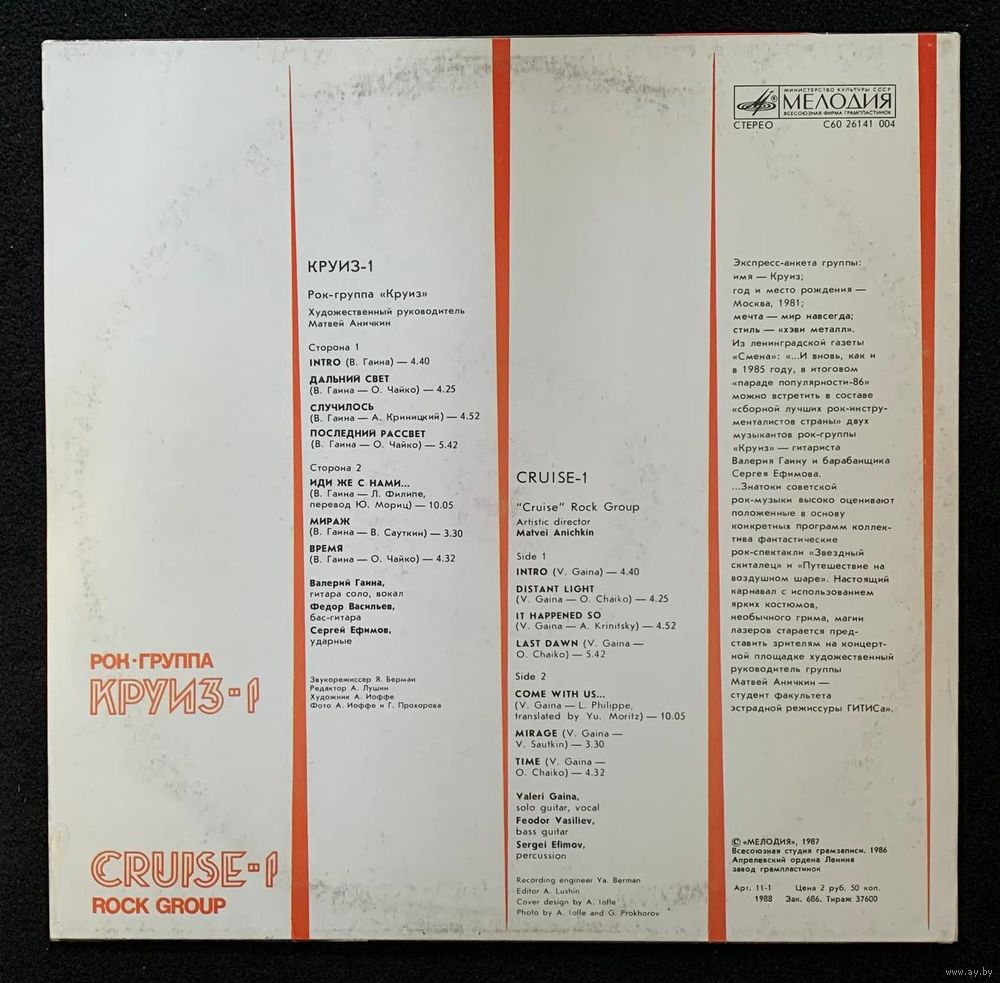 МИНИСТЕРСТВО КУЛЬТУРЫ СССР
МЕЛОДИЯ
ВСЕСОЮЗНАЯ ФИРМА ГРАМПЛАСТИНОК
СТЕРЕО С60 26141 004
РОК-ГРУППА
КРУИЗ-1
CRUISE-1
ROCK GROUP
КРУИЗ-1
Рок-группа «Круиз»
Художественный руководитель
Матвей Аничкин
Сторона 1
INTRO (В. Гаина) — 4.40
ДАЛЬНИЙ СВЕТ
(В. Гаина — О. Чайко) — 4.25
СЛУЧИЛОСЬ
(В. Гаина — А. Криницкий) — 4.52
ПОСЛЕДНИЙ РАССВЕТ
(В. Гаина — О. Чайко) — 5.42
Сторона 2
ИДИ ЖЕ С НАМИ...
(В. Гаина — Л. Филипе,
перевод Ю. Мориц) — 10.05
МИРАЖ
(В. Гаина — В. Сауткин) — 3.30
ВРЕМЯ
(В. Гаина — О. Чайко) — 4.32
Валерий Гаина,
гитара соло, вокал
Федор Васильев,
бас-гитара
Сергей Ефимов,
ударные
Звукорежиссер Я. Берман
Редактор А. Лушин
Художник А. Иоффе
Фото А. Иоффе и Г. Прохорова
CRUISE-1
"Cruise" Rock Group
Artistic director
Matvei Anichkin
Side 1
INTRO (V. Gaina) — 4.40
DISTANT LIGHT
(V. Gaina — O. Chaiko) — 4.25
IT HAPPENED SO
(V. Gaina — A. Krinitsky) — 4.52
LAST DAWN (V. Gaina —
O. Chaiko) — 5.42
Side 2
COME WITH US...
(V. Gaina — L. Philippe,
translated by Yu. Moritz) — 10.05
MIRAGE (V. Gaina —
V. Sautkin) — 3.30
TIME (V. Gaina —
O. Chaiko) — 4.32
Valeri Gaina,
solo guitar, vocal
Feodor Vasiliev,
bass guitar
Sergei Efimov,
percussion
Recording engineer Ya. Berman
Editor A. Lushin
Cover design by A. Ioffe
Photo by A. Ioffe and G. Prokhorov
Экспресс-анкета группы:
имя — Круиз;
год и место рождения —
Москва, 1981;
мечта — мир навсегда;
стиль — «хэви металл».
Из ленинградской газеты
«Смена»: «...И вновь, как и
в 1985 году, в итоговом
«параде популярности-86»
можно встретить в составе
«сборной лучших рок-инстру-
менталистов страны» двух
музыкантов рок-группы
«Круиз» — гитариста
Валерия Гаину и барабанщика
Сергея Ефимова.
...Знатоки советской
рок-музыки высоко оценивают
положенные в основу
конкретных программ коллек-
тива фантастические
рок-спектакли «Звездный
скиталец» и «Путешествие на
воздушном шаре». Настоящий
карнавал с использованием
ярких костюмов,
необычного грима, магии
лазеров старается пред-
ставить зрителям на концерт-
ной площадке художественный
руководитель группы
Матвей Аничкин —
студент факультета
эстрадной режиссуры ГИТИСа».
© «МЕЛОДИЯ», 1987
Всесоюзная студия грамзаписи. 1986
Апрелевский ордена Ленина
завод грампластинок
Арт. 11-1 Цена 2 руб. 50 коп.
1988 Зак. 686. Тираж 37600
www.ay.by